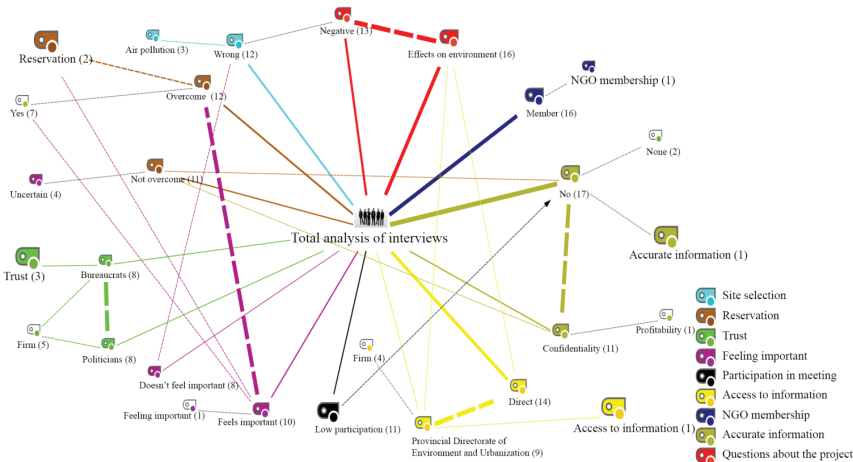 Negative (13)
Effects on environment (16)
Air pollution (3)
Wrong (12)
Reservation (2)
NGO membership (1)
Overcome (12)
Member (16)
Yes (7)
None (2)
Not overcome (11)
Uncertain (4)
No (17)
Total analysis of interviews
Accurate information (1)
Trust (3)
Bureaucrats (8)
Firm (5)
Politicians (8)
Confidentiality (11)
Profitability (1)
Firm (4)
Doesn't feel important (8)
Direct (14)
Feeling important (1)
Feels important (10)
Low participation (11)
Access to information (1)
Provincial Directorate of
Environment and Urbanization (9)
Site selection
Reservation
Trust
Feeling important
Participation in meeting
Access to information
NGO membership
Accurate information
Questions about the project